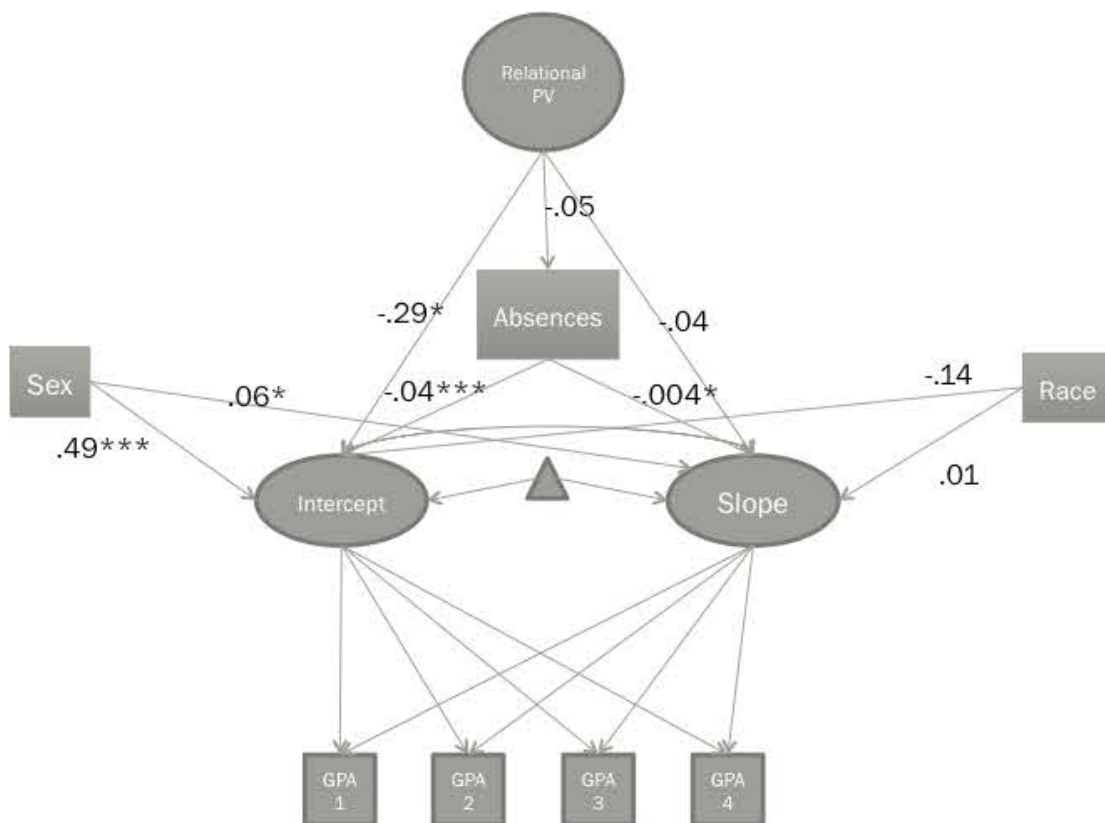 Relational
PV
-.05
-.29*
Absences
-.04
Sex
.06*
-.04***
-.004*
-.14
Race
.49***
Intercept
Slope
.01
GPA
1
GPA
2
GPA
3
GPA
4